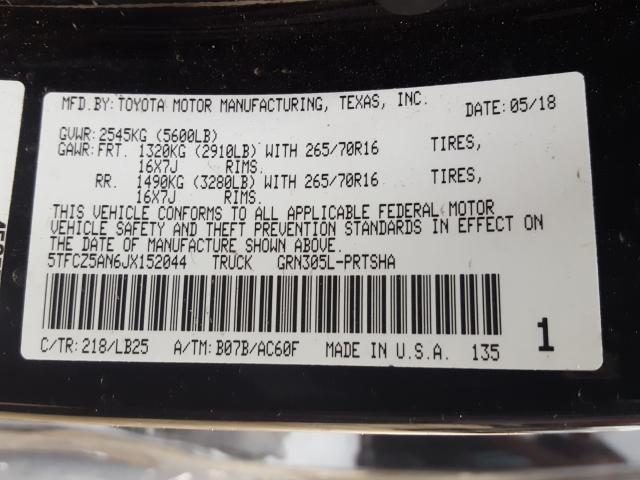 MFD.BY: TOYOTA MOTOR MANUFACTURING, TEXAS, INC. DATE: 05/18
GVWR: 2545KG (5600LB)
GAWR: FRT. 1320KG (2910LB) WITH 265/70R16 TIRES,
16X7J RIMS.
RR. 1490KG (3280LB) WITH 265/70R16 TIRES,
16X7J RIMS.
THIS VEHICLE CONFORMS TO ALL APPLICABLE FEDERAL MOTOR
VEHICLE SAFETY AND THEFT PREVENTION STANDARDS IN EFFECT ON
THE DATE OF MANUFACTURE SHOWN ABOVE.
5TFCZ5AN6JX152044 TRUCK GRN305L-PRTSHA
C/TR: 218/LB25 A/TM: B07B/AC60F MADE IN U.S.A. 135 1